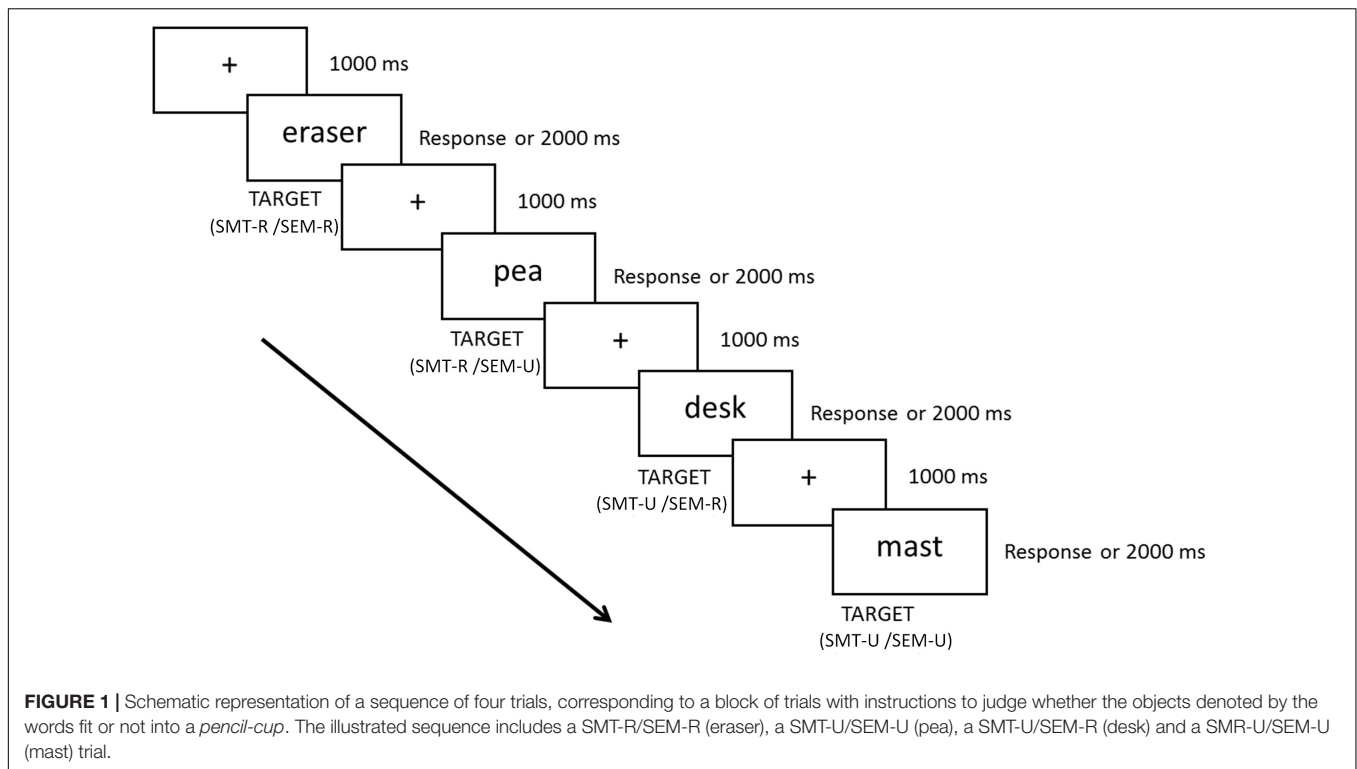 +
1000 ms
eraser
Response or 2000 ms
TARGET
(SMT-R /SEM-R)
+
1000 ms
pea
Response or 2000 ms
TARGET
(SMT-R /SEM-U)
+
1000 ms
desk
Response or 2000 ms
TARGET
(SMT-U /SEM-R)
+
1000 ms
mast
Response or 2000 ms
TARGET
(SMT-U /SEM-U)
FIGURE 1 | Schematic representation of a sequence of four trials, corresponding to a block of trials with instructions to judge whether the objects denoted by the
words fit or not into a pencil-cup. The illustrated sequence includes a SMT-R/SEM-R (eraser), a SMT-U/SEM-U (pea), a SMT-U/SEM-R (desk) and a SMR-U/SEM-U
(mast) trial.